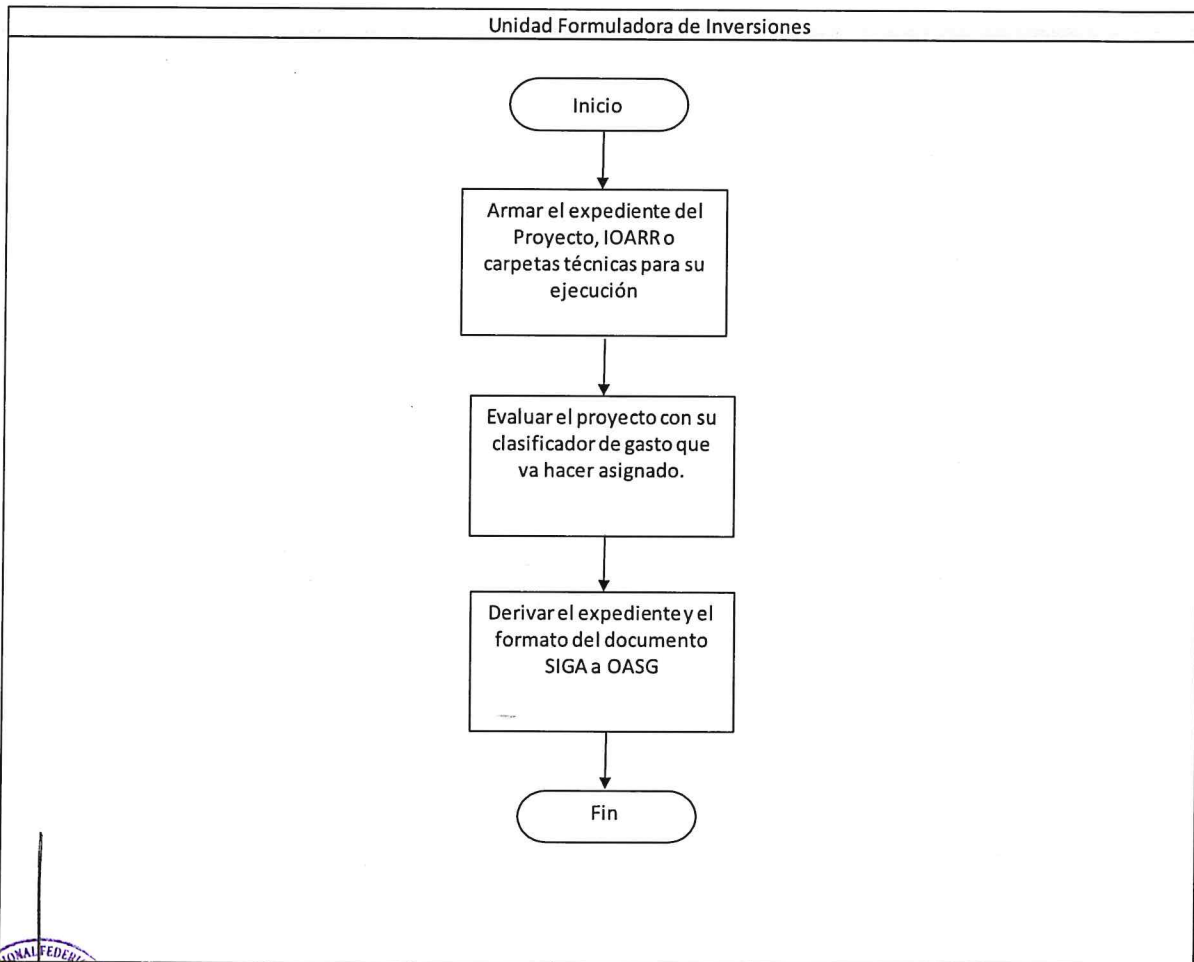 Unidad Formuladora de Inversiones
Inicio
Armar el expediente del
Proyecto, IOARR o
carpetas técnicas para su
ejecución
Evaluar el proyecto con su
clasificador de gasto que
va hacer asignado.
Derivar el expediente y el
formato del documento
SIGA a OASG
Fin